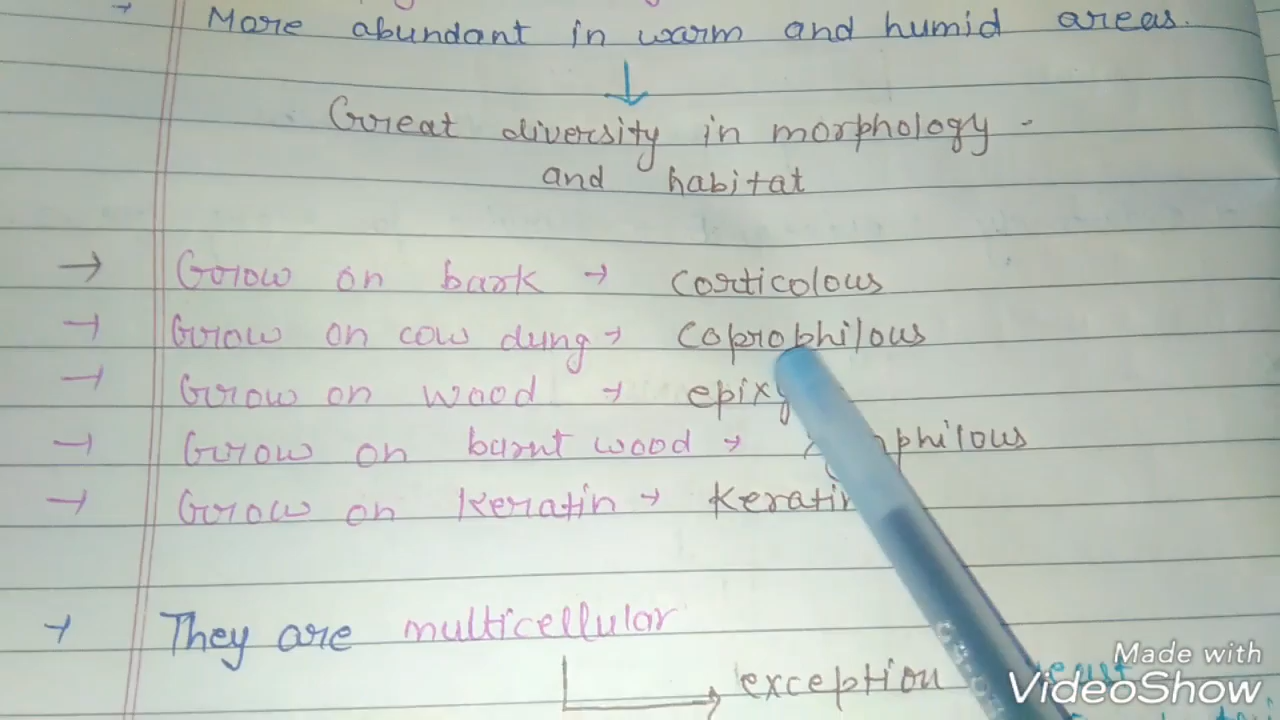 → More abundant in warm and humid areas.
↓
Great diversity in morphology -
and habitat
→ Grow on bark → Corticolous
→ Grow on cow dung → Coprophilous
→ Grow on wood → epixy
→ Grow on burnt wood → philous
→ Grow on Keratin → Keratin
→ They are multicellular
→ exception
Made with
VideoShow